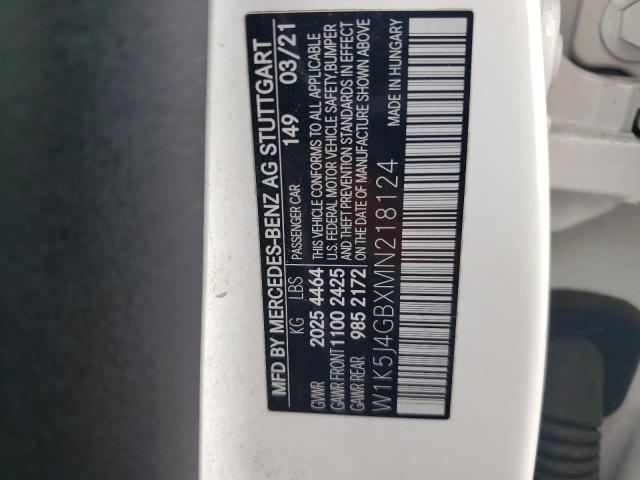 MFD BY MERCEDES-BENZ AG STUTTGART
KG LBS PASSENGER CAR 149 03/21
GVWR 2025 4464 THIS VEHICLE CONFORMS TO ALL APPLICABLE
GAWR FRONT 1100 2425 U.S. FEDERAL MOTOR VEHICLE SAFETY, BUMPER
GAWR REAR 985 2172 AND THEFT PREVENTION STANDARDS IN EFFECT
ON THE DATE OF MANUFACTURE SHOWN ABOVE
W1K5J4GBXMN218124 MADE IN HUNGARY